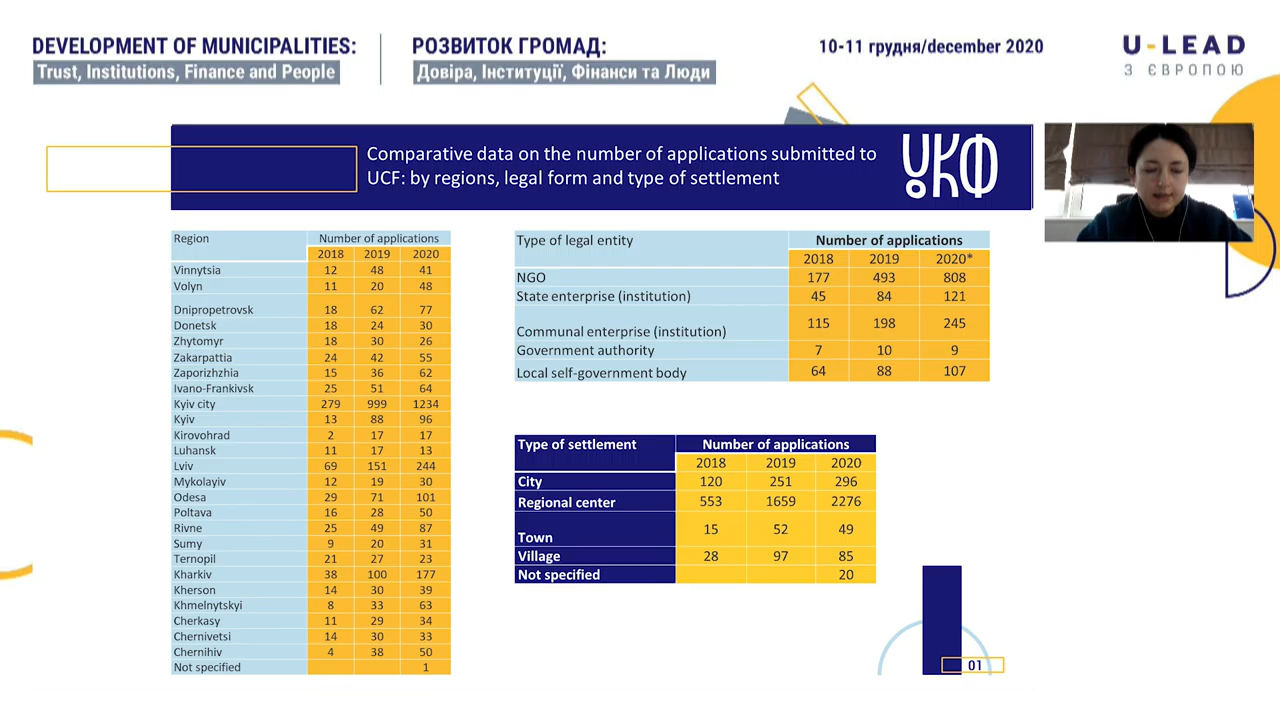 DEVELOPMENT OF MUNICIPALITIES:
Trust, Institutions, Finance and People
РОЗВИТОК ГРОМАД:
Довіра, Інституції, Фінанси та Люди
10-11 грудня/december 2020
U-LEAD
З ЄВРОПОЮ
Comparative data on the number of applications submitted to
UCF: by regions, legal form and type of settlement
УКФ
Region Number of applications
2018 2019 2020
Vinnytsia 12 48 41
Volyn 11 20 48
Dnipropetrovsk 18 62 77
Donetsk 18 24 30
Zhytomyr 18 30 26
Zakarpattia 24 42 55
Zaporizhzhia 15 36 62
Ivano-Frankivsk 25 51 64
Kyiv city 279 999 1234
Kyiv 13 88 96
Kirovohrad 2 17 17
Luhansk 11 17 13
Lviv 69 151 244
Mykolayiv 12 19 30
Odesa 29 71 101
Poltava 16 28 50
Rivne 25 49 87
Sumy 9 20 31
Ternopil 21 27 23
Kharkiv 38 100 177
Kherson 14 30 39
Khmelnytskyi 8 33 63
Cherkasy 11 29 34
Chernivetsi 14 30 33
Chernihiv 4 38 50
Not specified 1
Type of legal entity Number of applications
2018 2019 2020*
NGO 177 493 808
State enterprise (institution) 45 84 121
Communal enterprise (institution) 115 198 245
Government authority 7 10 9
Local self-government body 64 88 107
Type of settlement Number of applications
2018 2019 2020
City 120 251 296
Regional center 553 1659 2276
Town 15 52 49
Village 28 97 85
Not specified 20
01